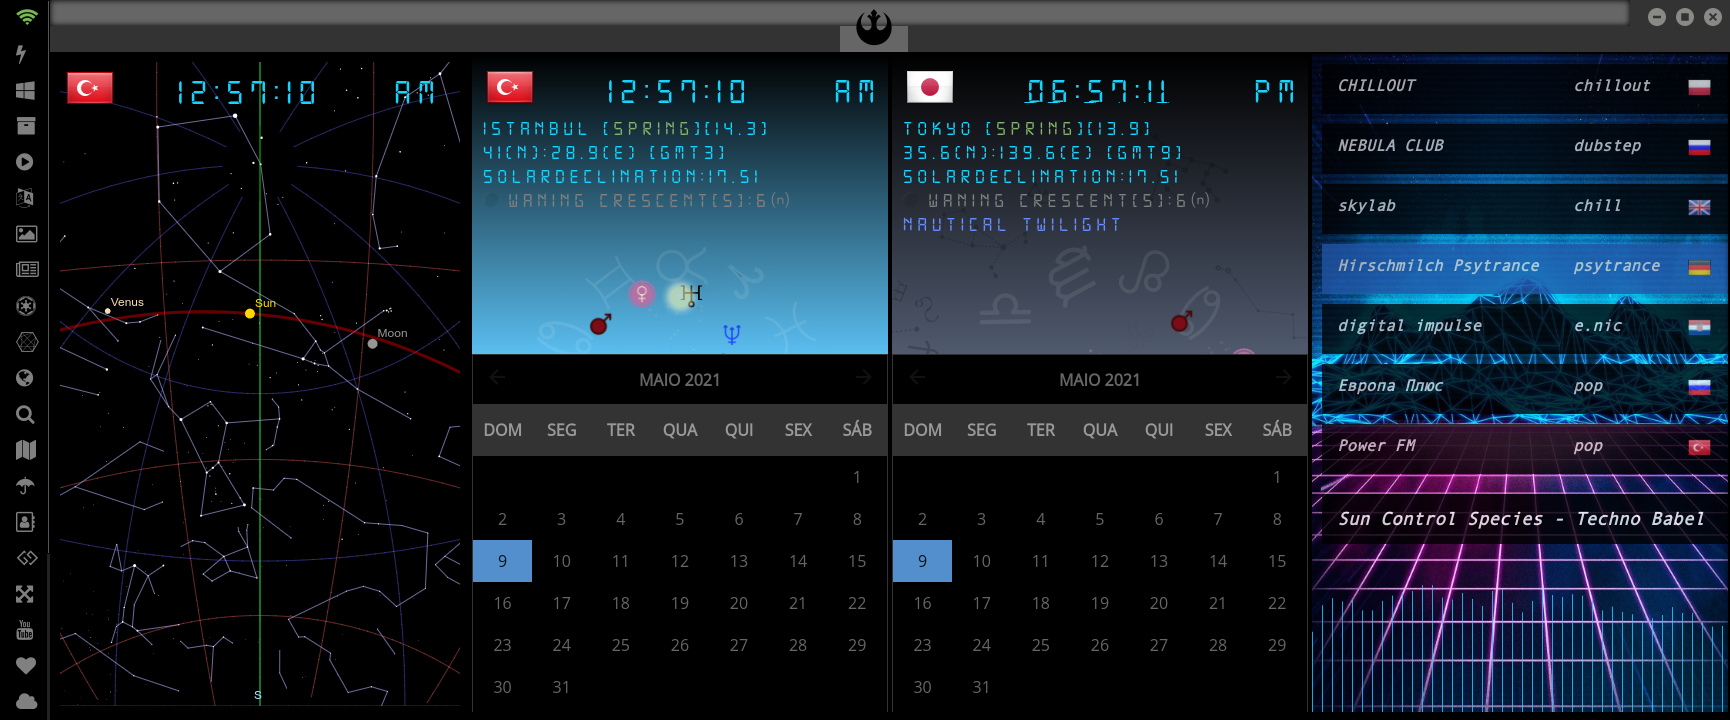 12:57:10 AM
Venus
Sun
Moon
S
You
Tube
12:57:10 AM
ISTANBUL [SPRING][14.3]
41(N):28.9(E) [GMT3]
SOLARDECLINATION:17.51
WANING CRESCENT[S]:6(n)
MAIO 2021
DOM SEG TER QUA QUI SEX SÁB
1
2 3 4 5 6 7 8
9 10 11 12 13 14 15
16 17 18 19 20 21 22
23 24 25 26 27 28 29
30 31
06:57:11 PM
TOKYO [SPRING][13.9]
35.6(N):139.6(E) [GMT9]
SOLARDECLINATION:17.51
WANING CRESCENT[S]:6(n)
NAUTICAL TWILIGHT
MAIO 2021
DOM SEG TER QUA QUI SEX SÁB
1
2 3 4 5 6 7 8
9 10 11 12 13 14 15
16 17 18 19 20 21 22
23 24 25 26 27 28 29
30 31
CHILLOUT chillout
NEBULA CLUB dubstep
skylab chill
Hirschmilch Psytrance psytrance
digital impulse e.nic
Европа Плюс pop
Power FM pop
Sun Control Species - Techno Babel